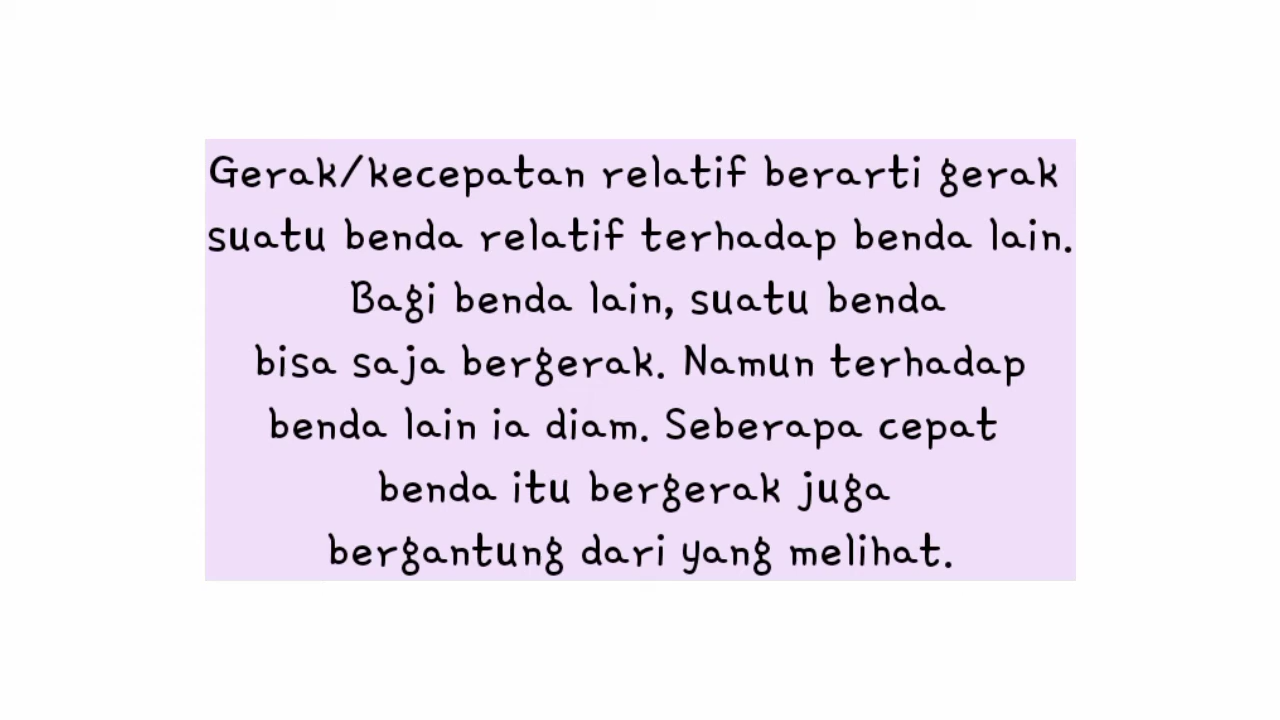 Gerak/kecepatan relatif berarti gerak
suatu benda relatif terhadap benda lain.
Bagi benda lain, suatu benda
bisa saja bergerak. Namun terhadap
benda lain ia diam. Seberapa cepat
benda itu bergerak juga
bergantung dari yang melihat.